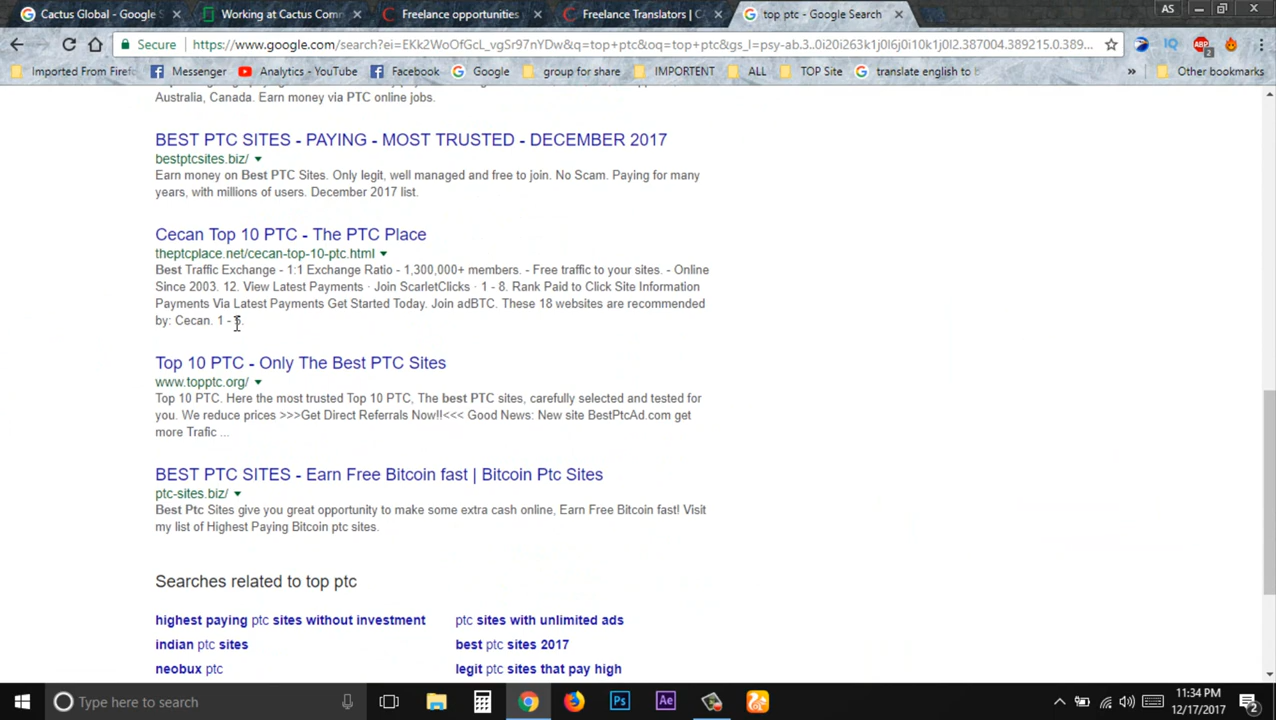 Cactus Global - Google S
Working at Cactus Com
Freelance opportunities
Freelance Translators | C
top ptc - Google Search
AS
Secure
https://www.google.com/search?ei=EKk2WoOfGcL_vgSr97nYDw&q=top+ptc&oq=top+ptc&gs_l=psy-ab.3..0i20i263k1j0l6j0i10k1j0l2.387004.389215.0.389...
IQ
ABP
2
Imported From Firef
Messenger
Analytics - YouTube
Facebook
Google
group for share
IMPORTENT
ALL
TOP Site
translate english to b
»
Other bookmarks
Australia, Canada. Earn money via PTC online jobs.
BEST PTC SITES - PAYING - MOST TRUSTED - DECEMBER 2017
bestptcsites.biz/
Earn money on Best PTC Sites. Only legit, well managed and free to join. No Scam. Paying for many
years, with millions of users. December 2017 list.
Cecan Top 10 PTC - The PTC Place
theptcplace.net/cecan-top-10-ptc.html
Best Traffic Exchange - 1:1 Exchange Ratio - 1,300,000+ members. - Free traffic to your sites. - Online
Since 2003. 12. View Latest Payments · Join ScarletClicks · 1 - 8. Rank Paid to Click Site Information
Payments Via Latest Payments Get Started Today. Join adBTC. These 18 websites are recommended
by: Cecan. 1 -
Top 10 PTC - Only The Best PTC Sites
www.topptc.org/
Top 10 PTC. Here the most trusted Top 10 PTC, The best PTC sites, carefully selected and tested for
you. We reduce prices >>>Get Direct Referrals Now!!<<< Good News: New site BestPtcAd.com get
more Trafic ...
BEST PTC SITES - Earn Free Bitcoin fast | Bitcoin Ptc Sites
ptc-sites.biz/
Best Ptc Sites give you great opportunity to make some extra cash online, Earn Free Bitcoin fast! Visit
my list of Highest Paying Bitcoin ptc sites.
Searches related to top ptc
highest paying ptc sites without investment
ptc sites with unlimited ads
indian ptc sites
best ptc sites 2017
neobux ptc
legit ptc sites that pay high
Type here to search
Ps
Ae
11:34 PM
12/17/2017
2